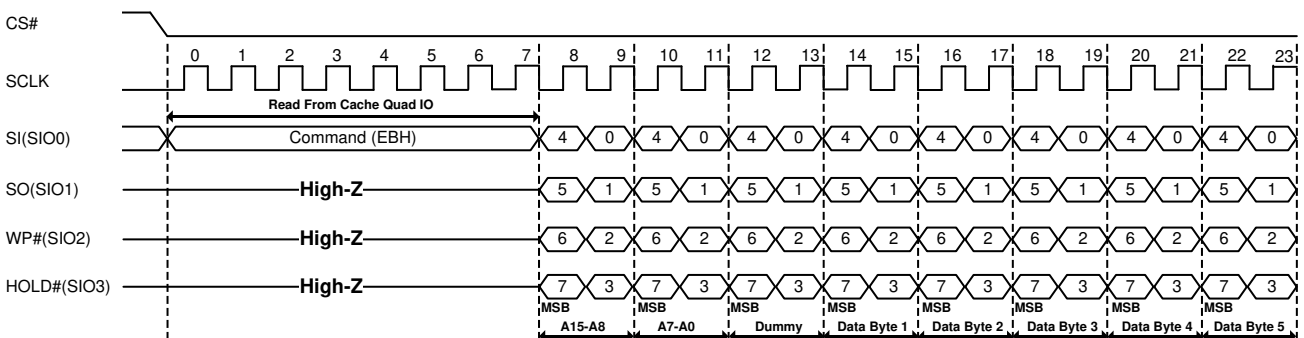 CS#
0 1 2 3 4 5 6 7 8 9 10 11 12 13 14 15 16 17 18 19 20 21 22 23
SCLK
Read From Cache Quad IO
SI(SIO0) Command (EBH) 4 0 4 0 4 0 4 0 4 0 4 0 4 0 4 0
SO(SIO1) High-Z 5 1 5 1 5 1 5 1 5 1 5 1 5 1 5 1
WP#(SIO2) High-Z 6 2 6 2 6 2 6 2 6 2 6 2 6 2 6 2
HOLD#(SIO3) High-Z 7 3 7 3 7 3 7 3 7 3 7 3 7 3 7 3
MSB MSB MSB MSB MSB MSB MSB MSB
A15-A8 A7-A0 Dummy Data Byte 1 Data Byte 2 Data Byte 3 Data Byte 4 Data Byte 5